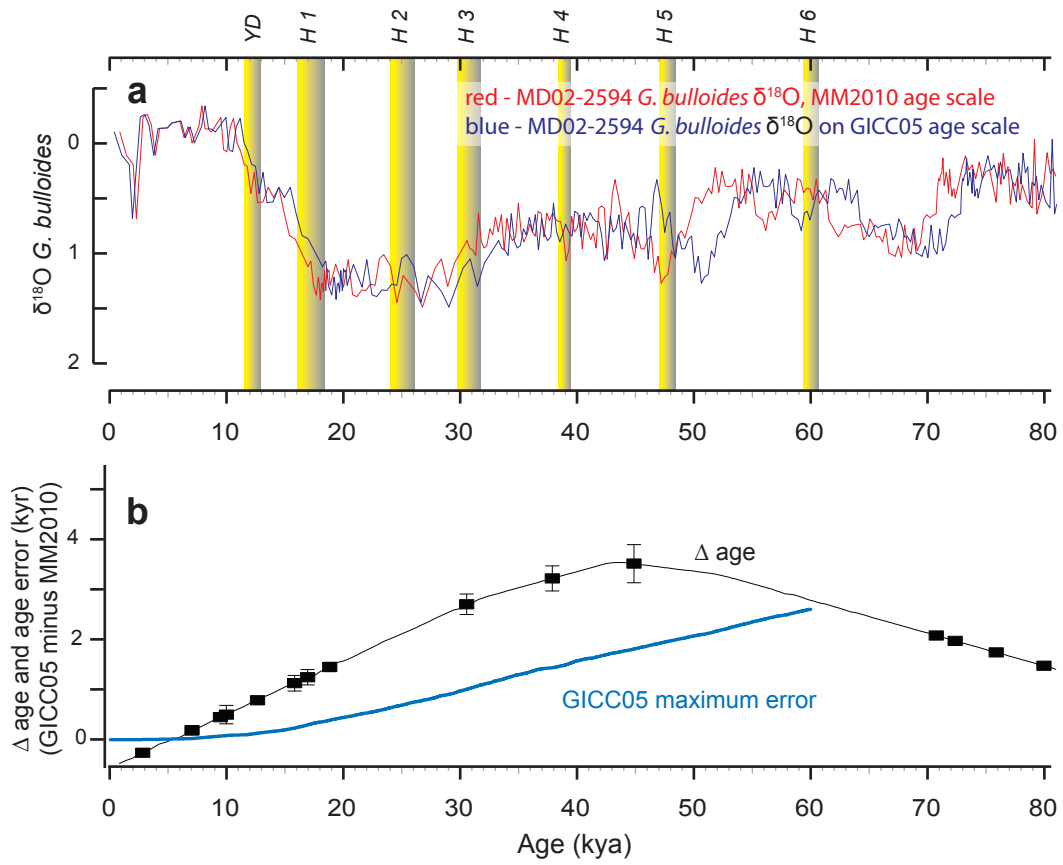 YD H 1 H 2 H 3 H 4 H 5 H 6
a
red - MD02-2594 G. bulloides δ18O, MM2010 age scale
blue - MD02-2594 G. bulloides δ18O on GICC05 age scale
δ18O G. bulloides
0
1
2
0 10 20 30 40 50 60 70 80
b
Δ age and age error (kyr)
(GICC05 minus MM2010)
4
2
0
Δ age
GICC05 maximum error
0 10 20 30 40 50 60 70 80
Age (kya)